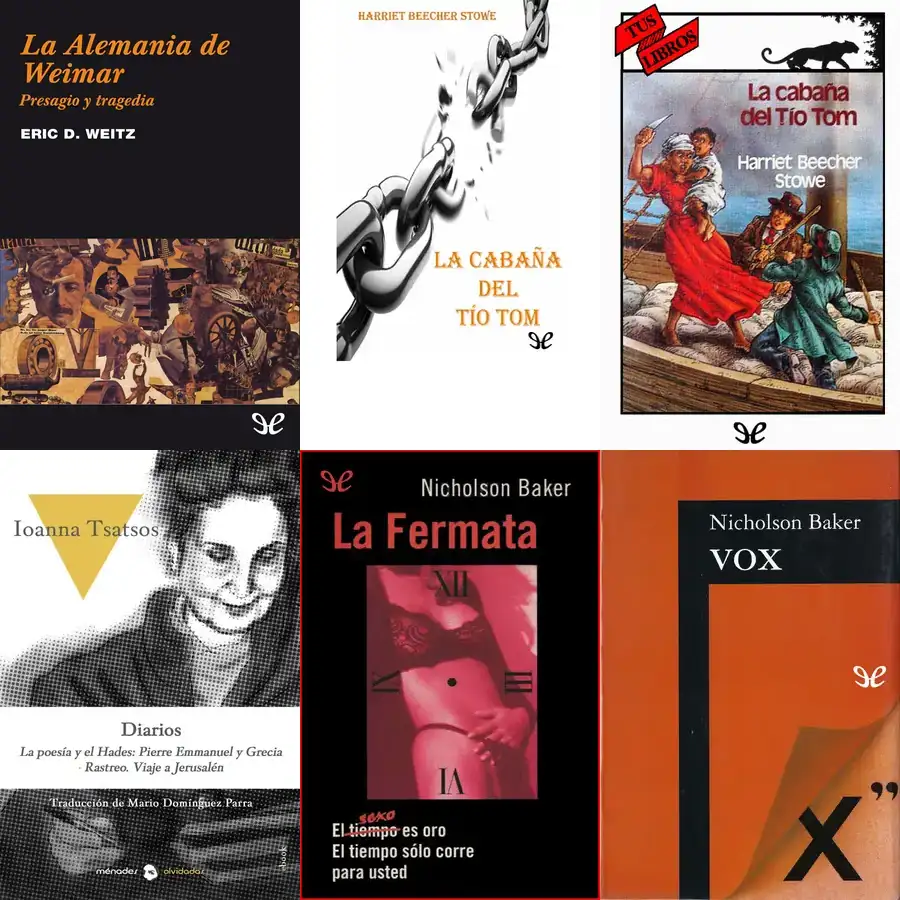 La Alemania de
Weimar
Presagio y tragedia
ERIC D. WEITZ
HARRIET BEECHER STOWE
LA CABAÑA
DEL
TÍO TOM
TUS
LIBROS
La cabaña
del Tío Tom
Harriet Beecher
Stowe
Ioanna Tsatsos
Diarios
La poesía y el Hades: Pierre Emmanuel y Grecia
· Rastreo. Viaje a Jerusalén
Traducción de Mario Domínguez Parra
ménades olvidadas
ebook
Nicholson Baker
La Fermata
XII
III
VI
sexo
El tiempo es oro
El tiempo sólo corre
para usted
Nicholson Baker
VOX
X”